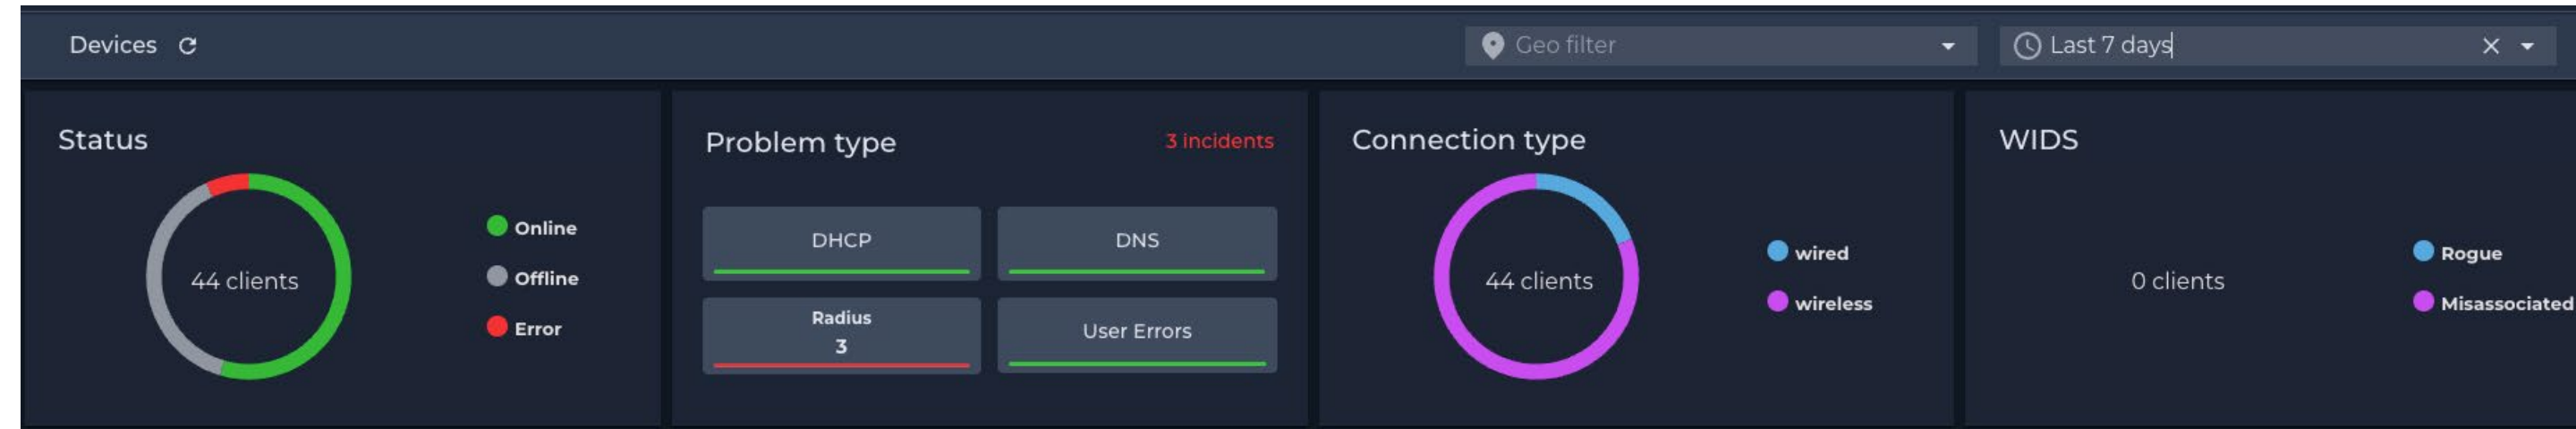 Devices
Geo filter
Last 7 days
Status
44 clients
Online
Offline
Error
Problem type
3 incidents
DHCP
DNS
Radius
3
User Errors
Connection type
44 clients
wired
wireless
WIDS
0 clients
Rogue
Misassociated